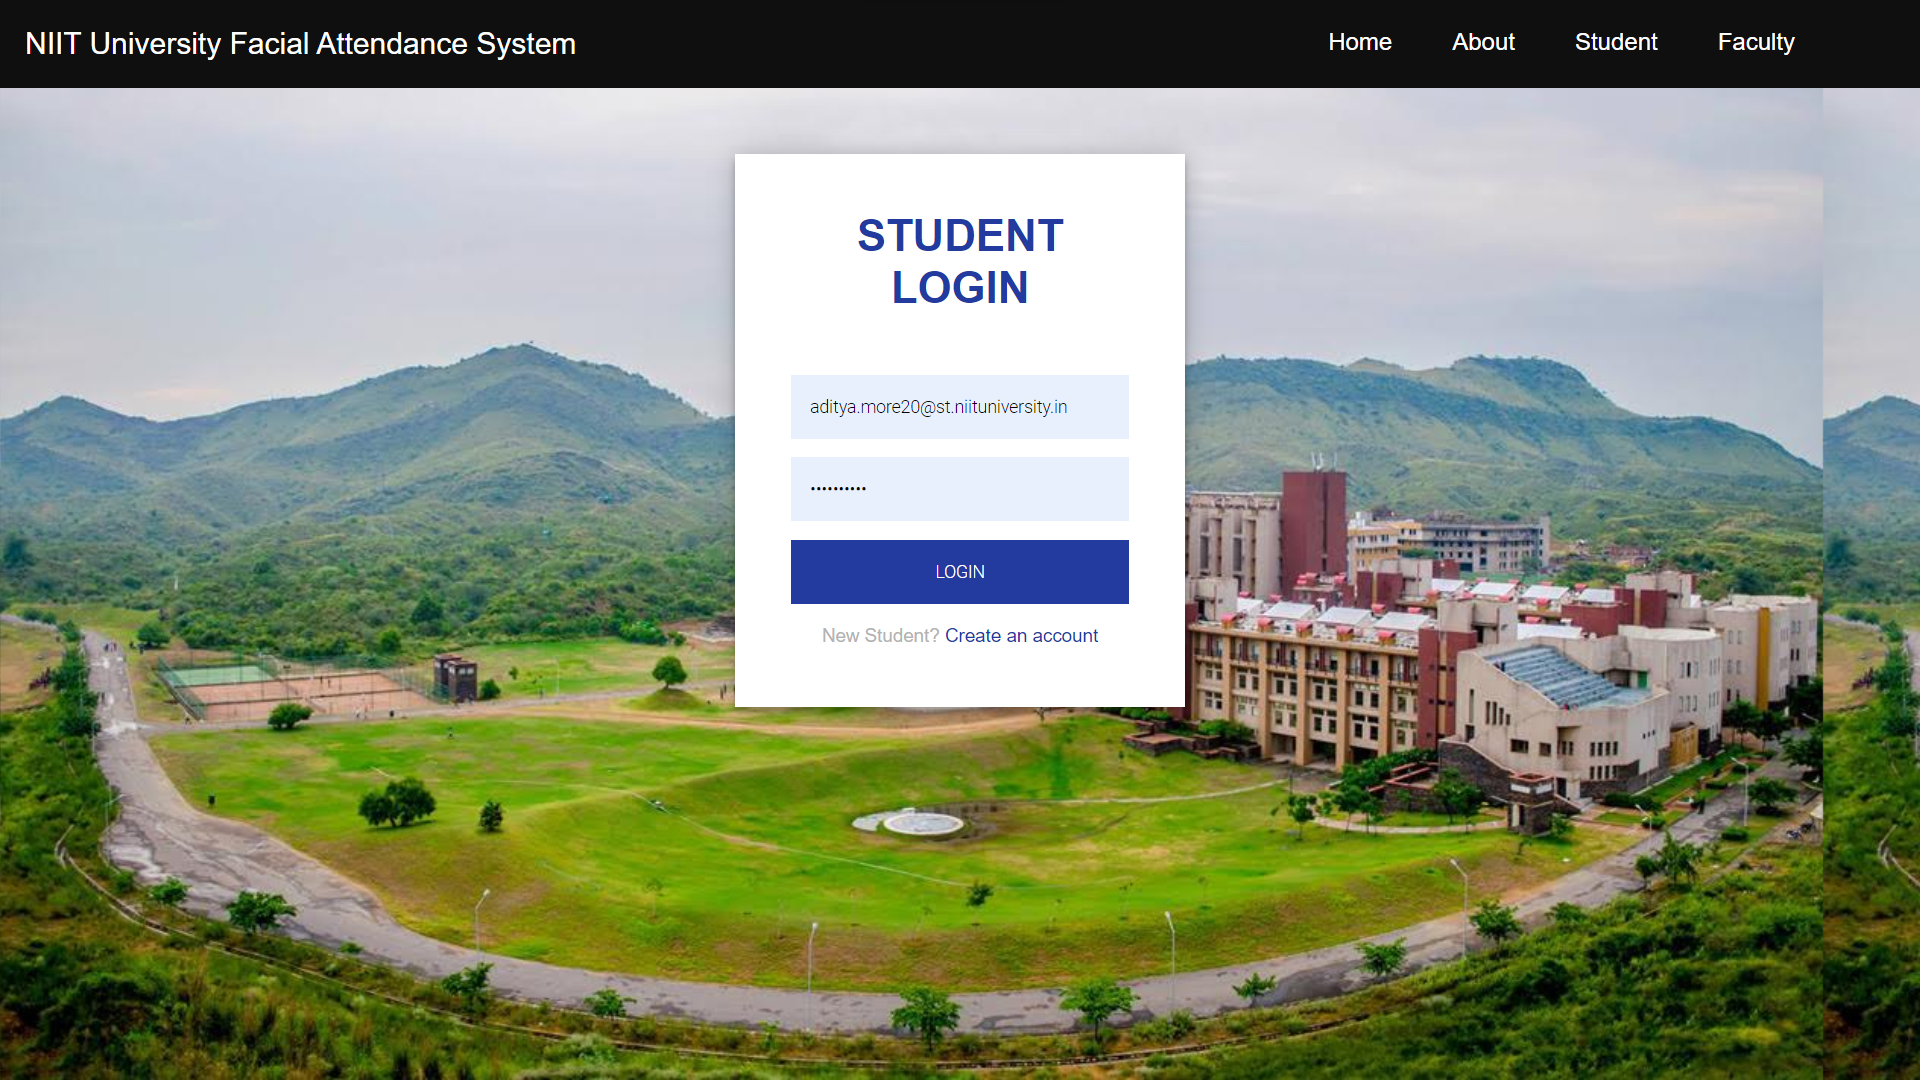 NIIT University Facial Attendance System
Home
About
Student
Faculty
STUDENT
LOGIN
aditya.more20@st.niituniversity.in
••••••••••
LOGIN
New Student? Create an account